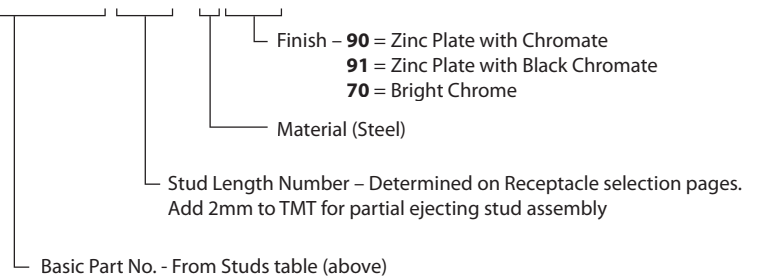 Finish – 90 = Zinc Plate with Chromate
91 = Zinc Plate with Black Chromate
70 = Bright Chrome
Material (Steel)
Stud Length Number – Determined on Receptacle selection pages.
Add 2mm to TMT for partial ejecting stud assembly
Basic Part No. - From Studs table (above)